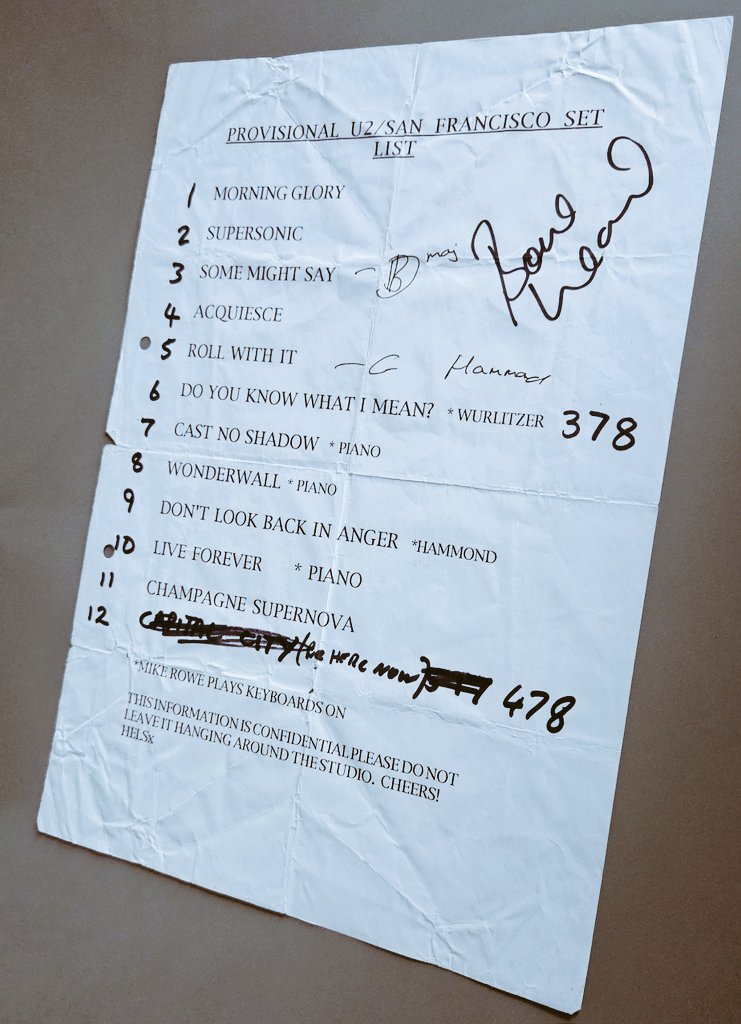 PROVISIONAL U2/SAN FRANCISCO SET
LIST
1 MORNING GLORY
2 SUPERSONIC
3 SOME MIGHT SAY - B maj
4 ACQUIESCE
5 ROLL WITH IT - G Hammond
6 DO YOU KNOW WHAT I MEAN? * WURLITZER 378
7 CAST NO SHADOW * PIANO
8 WONDERWALL * PIANO
9 DON'T LOOK BACK IN ANGER *HAMMOND
10 LIVE FOREVER * PIANO
11 CHAMPAGNE SUPERNOVA
12 CAPITAL CITY (BE HERE NOW) 478
*MIKE ROWE PLAYS KEYBOARDS ON
THIS INFORMATION IS CONFIDENTIAL PLEASE DO NOT
LEAVE IT HANGING AROUND THE STUDIO. CHEERS!
HELSx